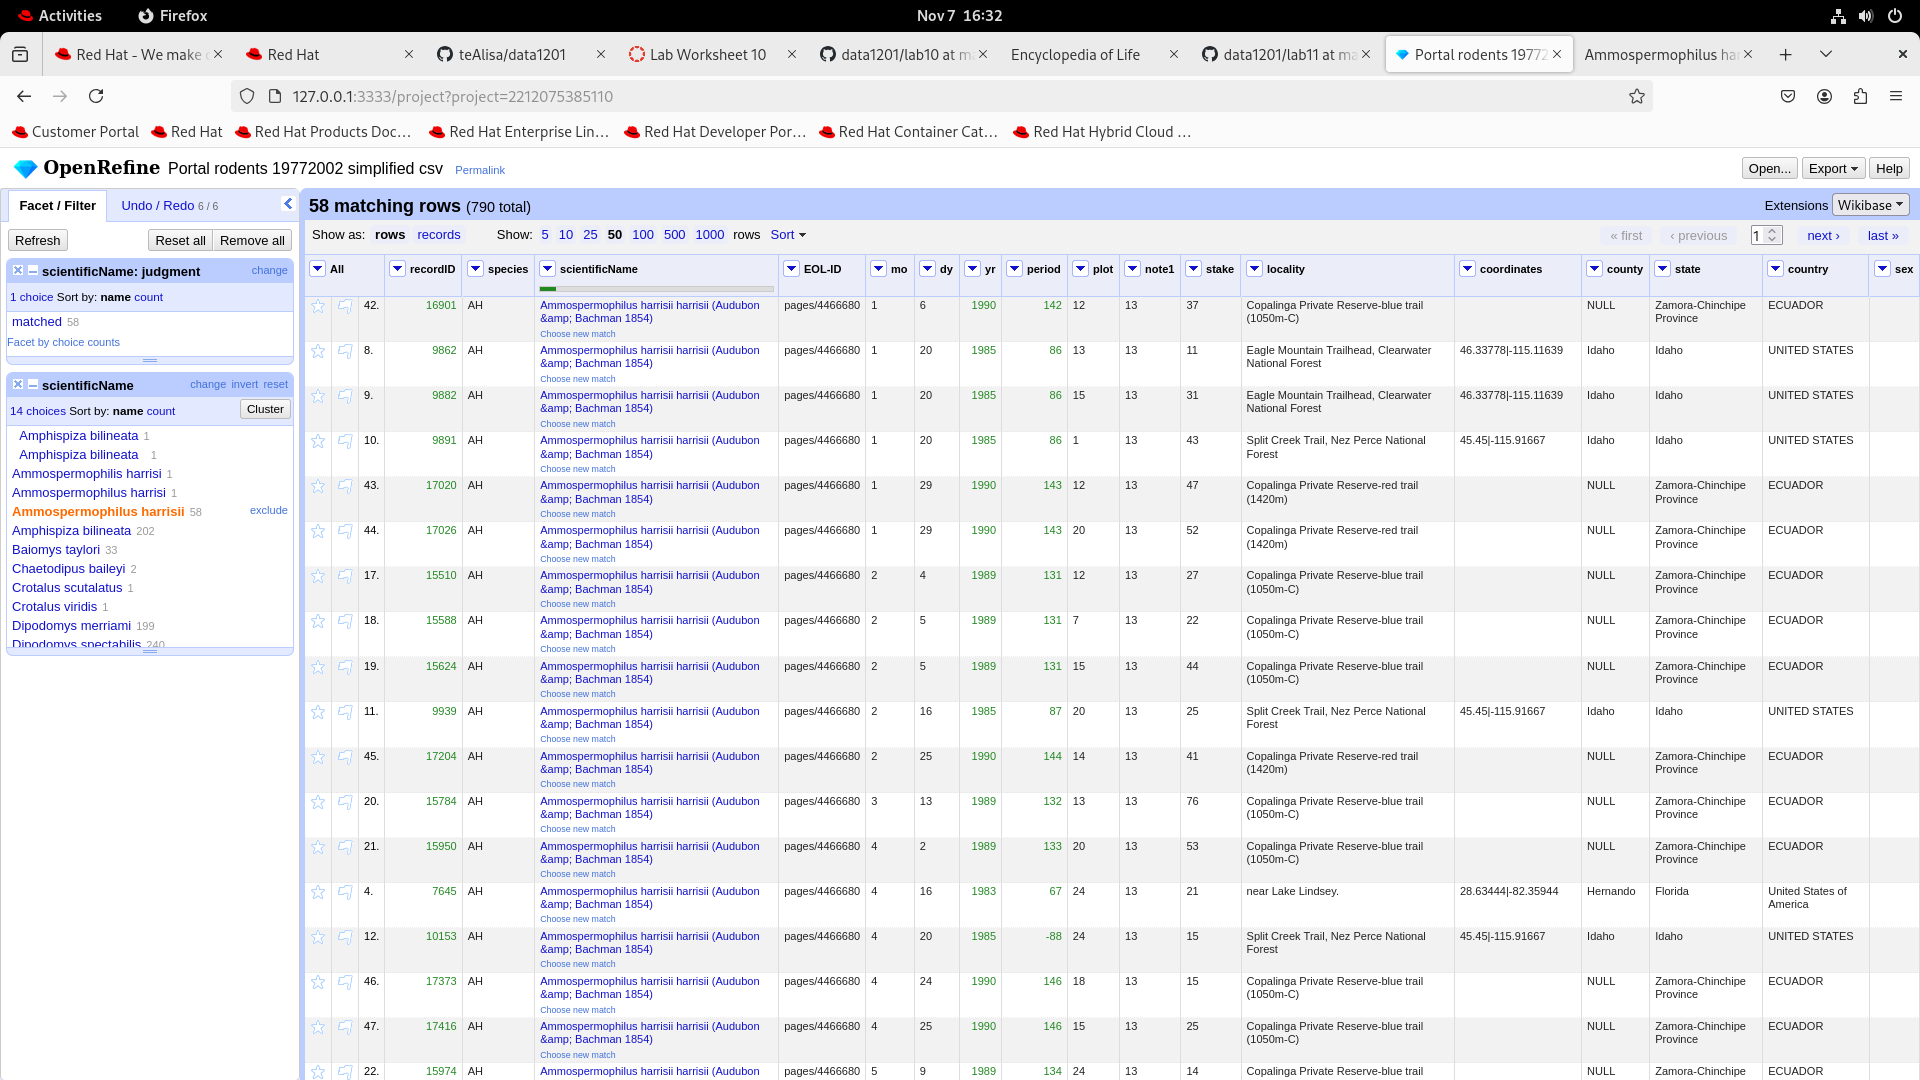 Activities Firefox Nov 7 16:32
Red Hat - We make Red Hat teAlisa/data1201 Lab Worksheet 10 data1201/lab10 at m Encyclopedia of Life data1201/lab11 at ma Portal rodents 19772 Ammospermophilus har
127.0.0.1:3333/project?project=2212075385110
Customer Portal Red Hat Red Hat Products Doc... Red Hat Enterprise Lin... Red Hat Developer Por... Red Hat Container Cat... Red Hat Hybrid Cloud ...
OpenRefine Portal rodents 19772002 simplified csv Permalink Open... Export Help
Facet / Filter Undo / Redo 6 / 6
Refresh Reset all Remove all
scientificName: judgment change
1 choice Sort by: name count
matched 58
Facet by choice counts
scientificName change invert reset
14 choices Sort by: name count Cluster
Amphispiza bilineata 1
Amphispiza bilineata 1
Ammospermophilis harrisi 1
Ammospermophilus harrisi 1
Ammospermophilus harrisii 58 exclude
Amphispiza bilineata 202
Baiomys taylori 33
Chaetodipus baileyi 2
Crotalus scutalatus 1
Crotalus viridis 1
Dipodomys merriami 199
Dipodomys spectabilis 240
58 matching rows (790 total) Extensions Wikibase
Show as: rows records Show: 5 10 25 50 100 500 1000 rows Sort « first ‹ previous 1 next › last »
All recordID species scientificName EOL-ID mo dy yr period plot note1 stake locality coordinates county state country sex
42. 16901 AH Ammospermophilus harrisii harrisii (Audubon pages/4466680 1 6 1990 142 12 13 37 Copalinga Private Reserve-blue trail NULL Zamora-Chinchipe ECUADOR
&amp; Bachman 1854) (1050m-C) Province
Choose new match
8. 9862 AH Ammospermophilus harrisii harrisii (Audubon pages/4466680 1 20 1985 86 13 13 11 Eagle Mountain Trailhead, Clearwater 46.33778|-115.11639 Idaho Idaho UNITED STATES
&amp; Bachman 1854) National Forest
Choose new match
9. 9882 AH Ammospermophilus harrisii harrisii (Audubon pages/4466680 1 20 1985 86 15 13 31 Eagle Mountain Trailhead, Clearwater 46.33778|-115.11639 Idaho Idaho UNITED STATES
&amp; Bachman 1854) National Forest
Choose new match
10. 9891 AH Ammospermophilus harrisii harrisii (Audubon pages/4466680 1 20 1985 86 1 13 43 Split Creek Trail, Nez Perce National 45.45|-115.91667 Idaho Idaho UNITED STATES
&amp; Bachman 1854) Forest
Choose new match
43. 17020 AH Ammospermophilus harrisii harrisii (Audubon pages/4466680 1 29 1990 143 12 13 47 Copalinga Private Reserve-red trail NULL Zamora-Chinchipe ECUADOR
&amp; Bachman 1854) (1420m) Province
Choose new match
44. 17026 AH Ammospermophilus harrisii harrisii (Audubon pages/4466680 1 29 1990 143 20 13 52 Copalinga Private Reserve-red trail NULL Zamora-Chinchipe ECUADOR
&amp; Bachman 1854) (1420m) Province
Choose new match
17. 15510 AH Ammospermophilus harrisii harrisii (Audubon pages/4466680 2 4 1989 131 12 13 27 Copalinga Private Reserve-blue trail NULL Zamora-Chinchipe ECUADOR
&amp; Bachman 1854) (1050m-C) Province
Choose new match
18. 15588 AH Ammospermophilus harrisii harrisii (Audubon pages/4466680 2 5 1989 131 7 13 22 Copalinga Private Reserve-blue trail NULL Zamora-Chinchipe ECUADOR
&amp; Bachman 1854) (1050m-C) Province
Choose new match
19. 15624 AH Ammospermophilus harrisii harrisii (Audubon pages/4466680 2 5 1989 131 15 13 44 Copalinga Private Reserve-blue trail NULL Zamora-Chinchipe ECUADOR
&amp; Bachman 1854) (1050m-C) Province
Choose new match
11. 9939 AH Ammospermophilus harrisii harrisii (Audubon pages/4466680 2 16 1985 87 20 13 25 Split Creek Trail, Nez Perce National 45.45|-115.91667 Idaho Idaho UNITED STATES
&amp; Bachman 1854) Forest
Choose new match
45. 17204 AH Ammospermophilus harrisii harrisii (Audubon pages/4466680 2 25 1990 144 14 13 41 Copalinga Private Reserve-red trail NULL Zamora-Chinchipe ECUADOR
&amp; Bachman 1854) (1420m) Province
Choose new match
20. 15784 AH Ammospermophilus harrisii harrisii (Audubon pages/4466680 3 13 1989 132 13 13 76 Copalinga Private Reserve-blue trail NULL Zamora-Chinchipe ECUADOR
&amp; Bachman 1854) (1050m-C) Province
Choose new match
21. 15950 AH Ammospermophilus harrisii harrisii (Audubon pages/4466680 4 2 1989 133 20 13 53 Copalinga Private Reserve-blue trail NULL Zamora-Chinchipe ECUADOR
&amp; Bachman 1854) (1050m-C) Province
Choose new match
4. 7645 AH Ammospermophilus harrisii harrisii (Audubon pages/4466680 4 16 1983 67 24 13 21 near Lake Lindsey. 28.63444|-82.35944 Hernando Florida United States of
&amp; Bachman 1854) America
Choose new match
12. 10153 AH Ammospermophilus harrisii harrisii (Audubon pages/4466680 4 20 1985 -88 24 13 15 Split Creek Trail, Nez Perce National 45.45|-115.91667 Idaho Idaho UNITED STATES
&amp; Bachman 1854) Forest
Choose new match
46. 17373 AH Ammospermophilus harrisii harrisii (Audubon pages/4466680 4 24 1990 146 18 13 15 Copalinga Private Reserve-blue trail NULL Zamora-Chinchipe ECUADOR
&amp; Bachman 1854) (1050m-C) Province
Choose new match
47. 17416 AH Ammospermophilus harrisii harrisii (Audubon pages/4466680 4 25 1990 146 15 13 25 Copalinga Private Reserve-blue trail NULL Zamora-Chinchipe ECUADOR
&amp; Bachman 1854) (1050m-C) Province
Choose new match
22. 15974 AH Ammospermophilus harrisii harrisii (Audubon pages/4466680 5 9 1989 134 24 13 14 Copalinga Private Reserve-blue trail NULL Zamora-Chinchipe ECUADOR